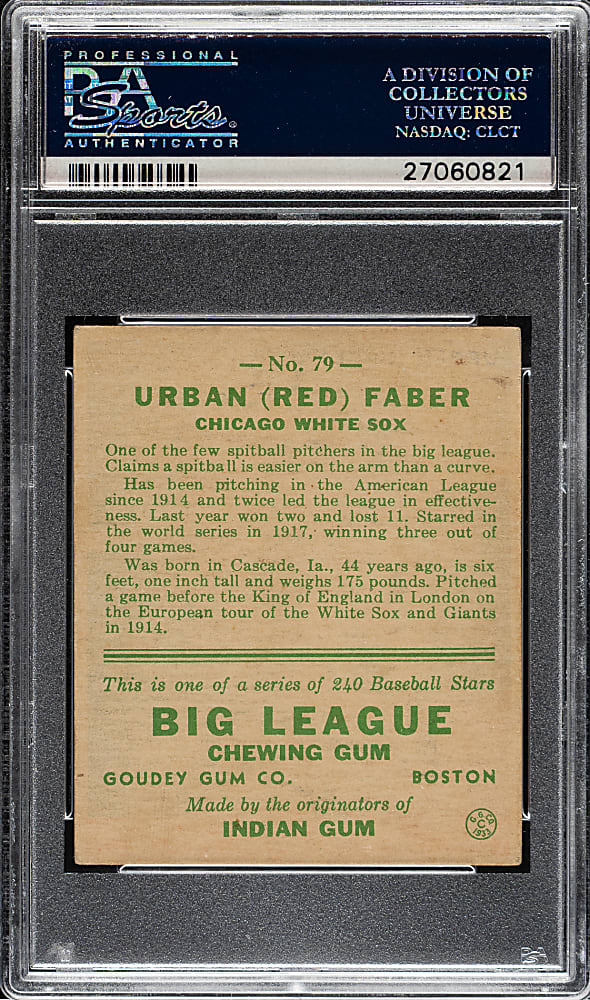 PROFESSIONAL
PSA
Sports
AUTHENTICATOR
A DIVISION OF
COLLECTORS
UNIVERSE
NASDAQ: CLCT
27060821
— No. 79 —
URBAN (RED) FABER
CHICAGO WHITE SOX
One of the few spitball pitchers in the big league.
Claims a spitball is easier on the arm than a curve.
Has been pitching in the American League
since 1914 and twice led the league in effective-
ness. Last year won two and lost 11. Starred in
the world series in 1917, winning three out of
four games.
Was born in Cascade, Ia., 44 years ago, is six
feet, one inch tall and weighs 175 pounds. Pitched
a game before the King of England in London on
the European tour of the White Sox and Giants
in 1914.
This is one of a series of 240 Baseball Stars
BIG LEAGUE
CHEWING GUM
GOUDEY GUM CO. BOSTON
Made by the originators of
INDIAN GUM
G. G. CO.
C
1933